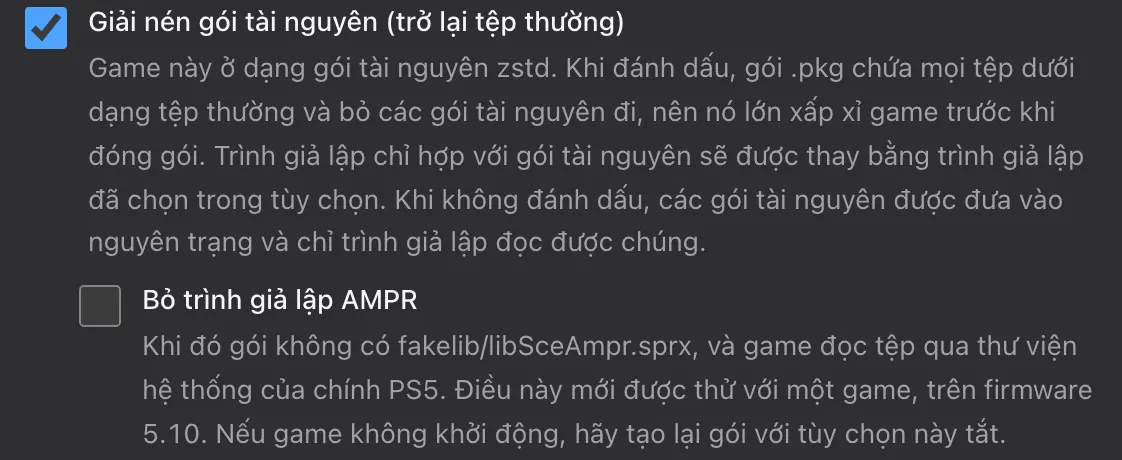 Giải nén gói tài nguyên (trở lại tệp thường)
Game này ở dạng gói tài nguyên zstd. Khi đánh dấu, gói .pkg chứa mọi tệp dưới
dạng tệp thường và bỏ các gói tài nguyên đi, nên nó lớn xấp xỉ game trước khi
đóng gói. Trình giả lập chỉ hợp với gói tài nguyên sẽ được thay bằng trình giả lập
đã chọn trong tùy chọn. Khi không đánh dấu, các gói tài nguyên được đưa vào
nguyên trạng và chỉ trình giả lập đọc được chúng.
Bỏ trình giả lập AMPR
Khi đó gói không có fakelib/libSceAmpr.sprx, và game đọc tệp qua thư viện
hệ thống của chính PS5. Điều này mới được thử với một game, trên firmware
5.10. Nếu game không khởi động, hãy tạo lại gói với tùy chọn này tắt.